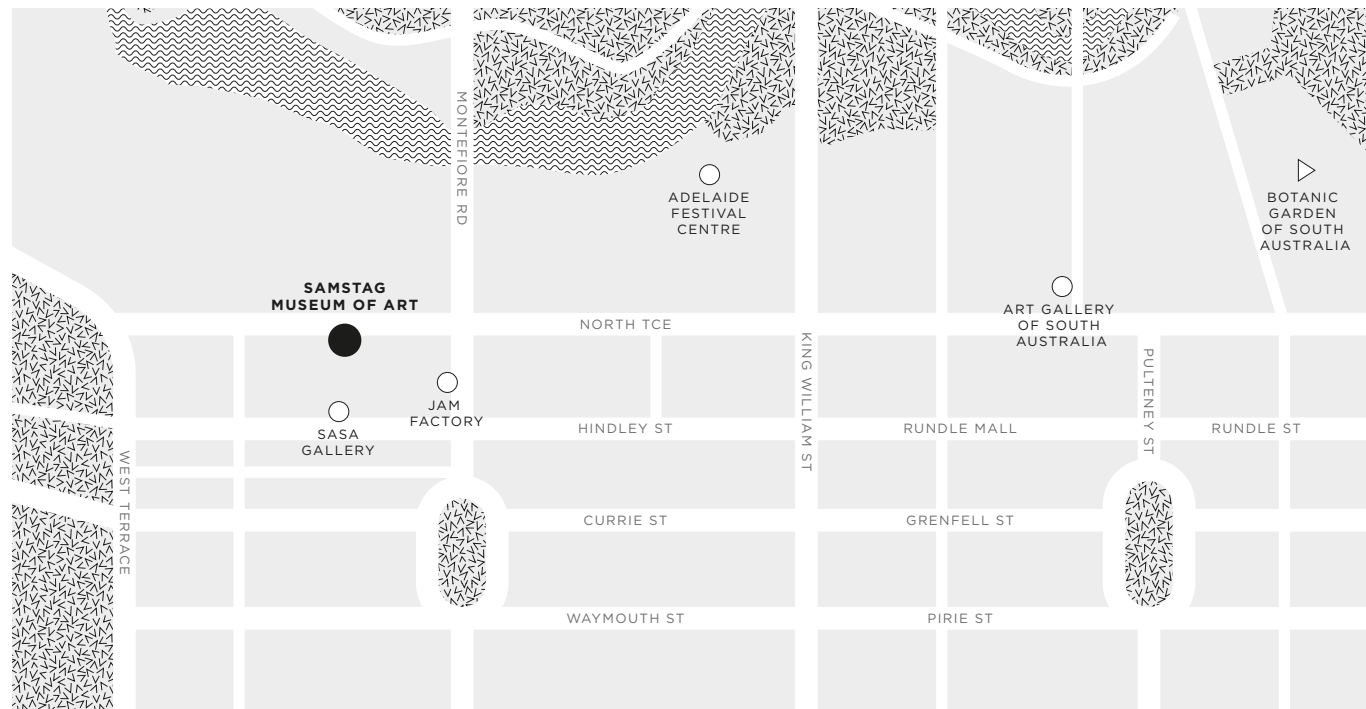 MONTEFIORE RD
ADELAIDE
FESTIVAL
CENTRE
BOTANIC
GARDEN
OF SOUTH
AUSTRALIA
SAMSTAG
MUSEUM OF ART
ART GALLERY
OF SOUTH
AUSTRALIA
NORTH TCE
KING WILLIAM ST
PULTENEY ST
JAM
FACTORY
SASA
GALLERY
HINDLEY ST
RUNDLE MALL
RUNDLE ST
WEST TERRACE
CURRIE ST
GRENFELL ST
WAYMOUTH ST
PIRIE ST